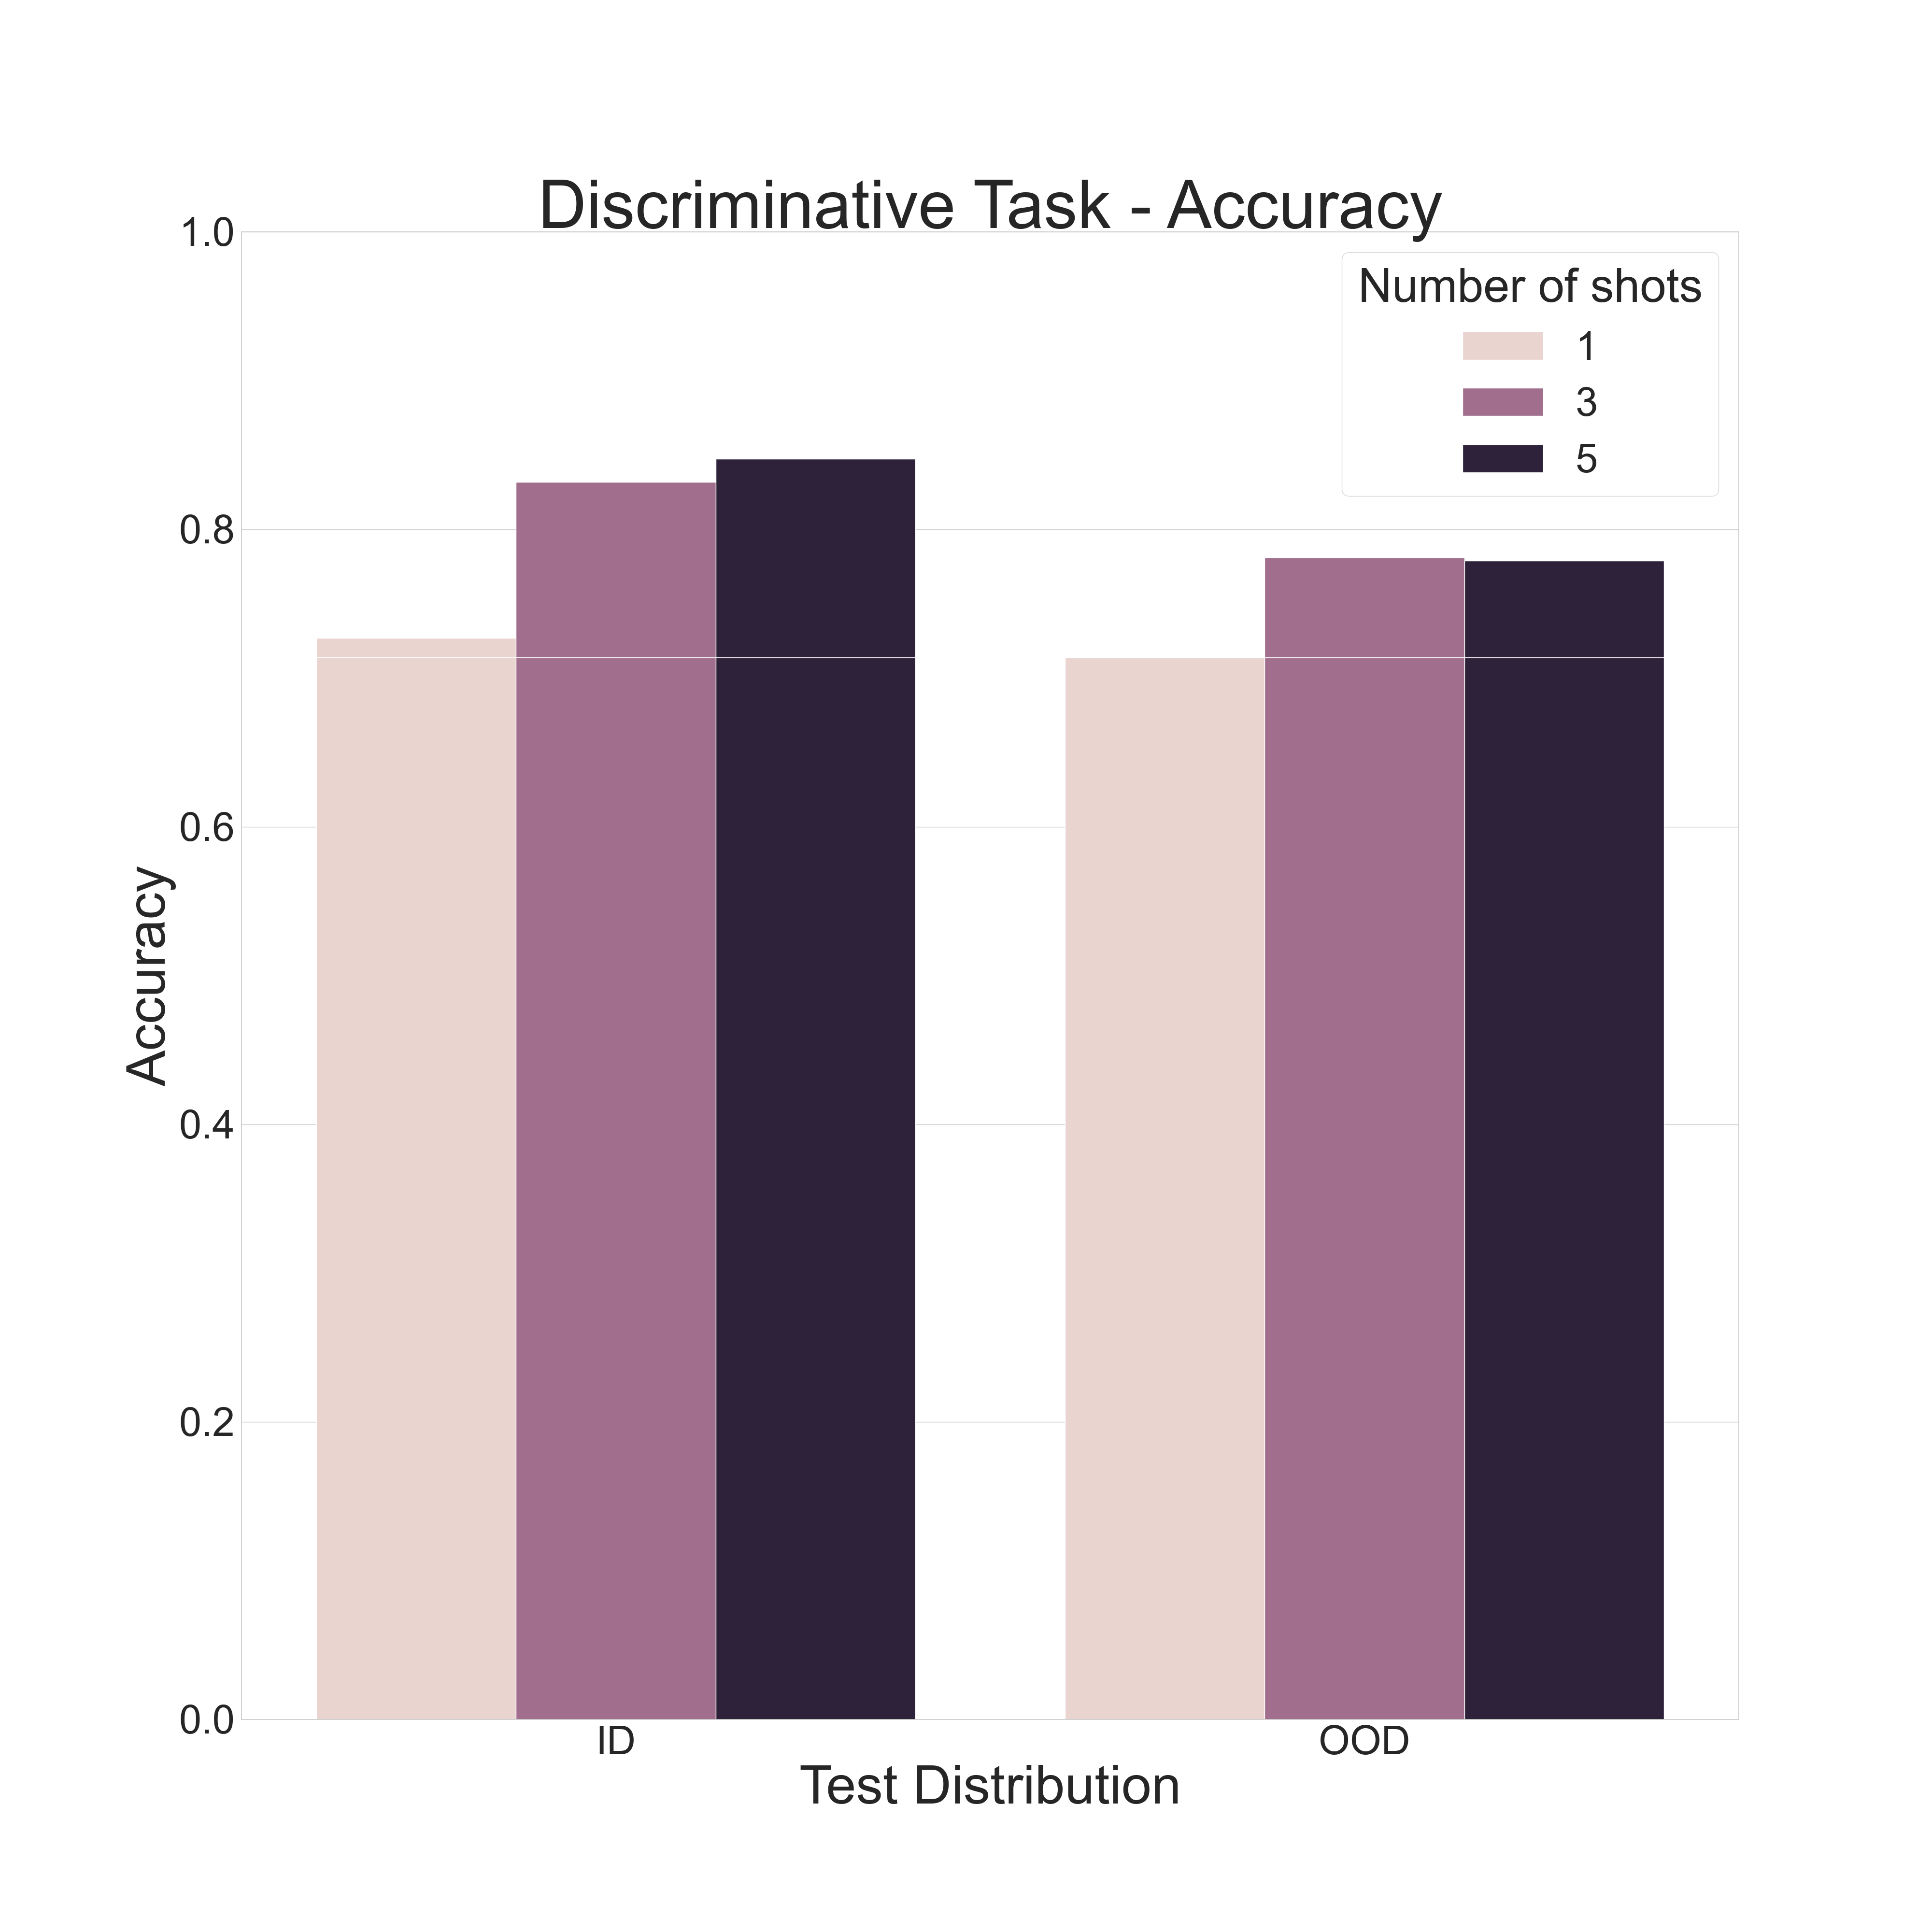 Discriminative Task - Accuracy
Number of shots
1
3
5
1.0
0.8
0.6
0.4
0.2
0.0
Accuracy
ID
OOD
Test Distribution